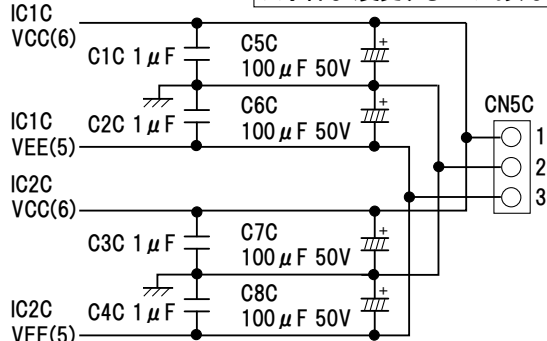 IC1C
VCC(6)
C1C 1μF
C5C
100μF 50V
+
IC1C
VEE(5)
C2C 1μF
C6C
100μF 50V
+
CN5C
1
2
3
IC2C
VCC(6)
C3C 1μF
C7C
100μF 50V
+
IC2C
VEE(5)
C4C 1μF
C8C
100μF 50V
+